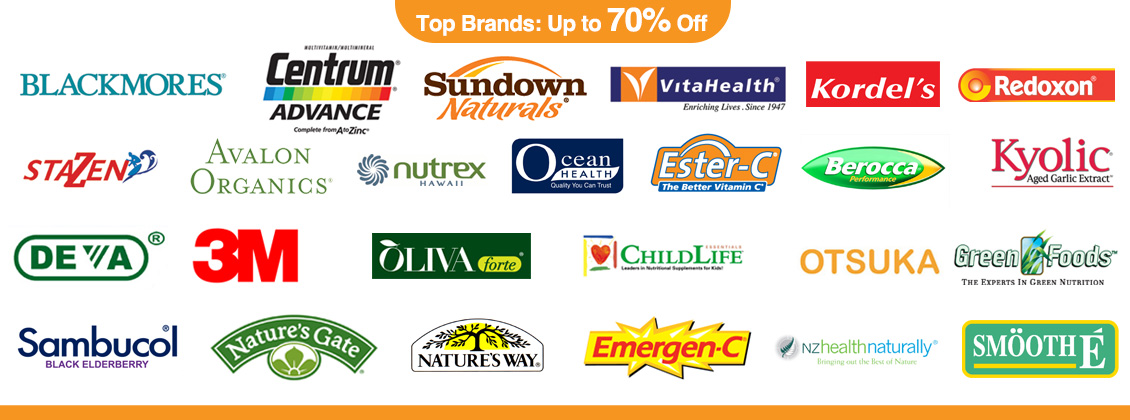 Top Brands: Up to 70% Off
BLACKMORES®
MULTIVITAMIN/MULTIMINERAL
Centrum®
ADVANCE
Complete from A to Zinc®
Sundown
Naturals®
VITAHEALTH®
Enriching Lives . Since 1947
Kordel's
Redoxon®
STAZEN
AVALON
ORGANICS®
nutrex
HAWAII
Ocean
HEALTH
Quality You Can Trust
Ester-C®
The Better Vitamin C®
Berocca
Performance
Kyolic®
Aged Garlic Extract™
DEVA®
3M
ÒLIVA forte®
ESSENTIALS
CHILDLIFE
Leaders in Nutritional Supplements for Kids!
OTSUKA
Green Foods™
THE EXPERTS IN GREEN NUTRITION
Sambucol®
BLACK ELDERBERRY
Nature's Gate®
NATURE'S WAY®
Emergen-C®
nzhealthnaturally®
Bringing out the Best of Nature
SMÖÖTH É